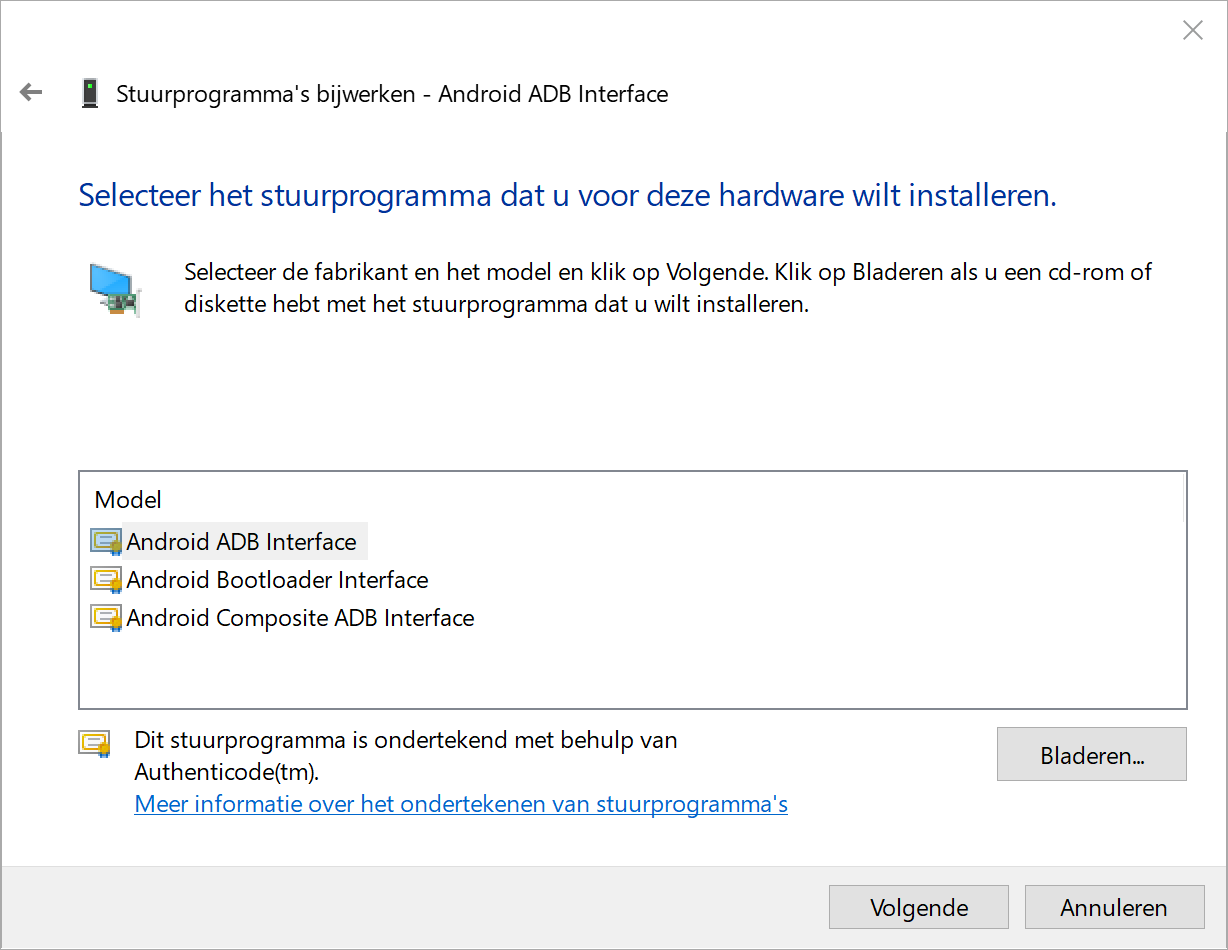 Stuurprogramma's bijwerken - Android ADB Interface
Selecteer het stuurprogramma dat u voor deze hardware wilt installeren.
Selecteer de fabrikant en het model en klik op Volgende. Klik op Bladeren als u een cd-rom of
diskette hebt met het stuurprogramma dat u wilt installeren.
Model
Android ADB Interface
Android Bootloader Interface
Android Composite ADB Interface
Dit stuurprogramma is ondertekend met behulp van
Authenticode(tm).
Meer informatie over het ondertekenen van stuurprogramma's
Bladeren...
Volgende
Annuleren